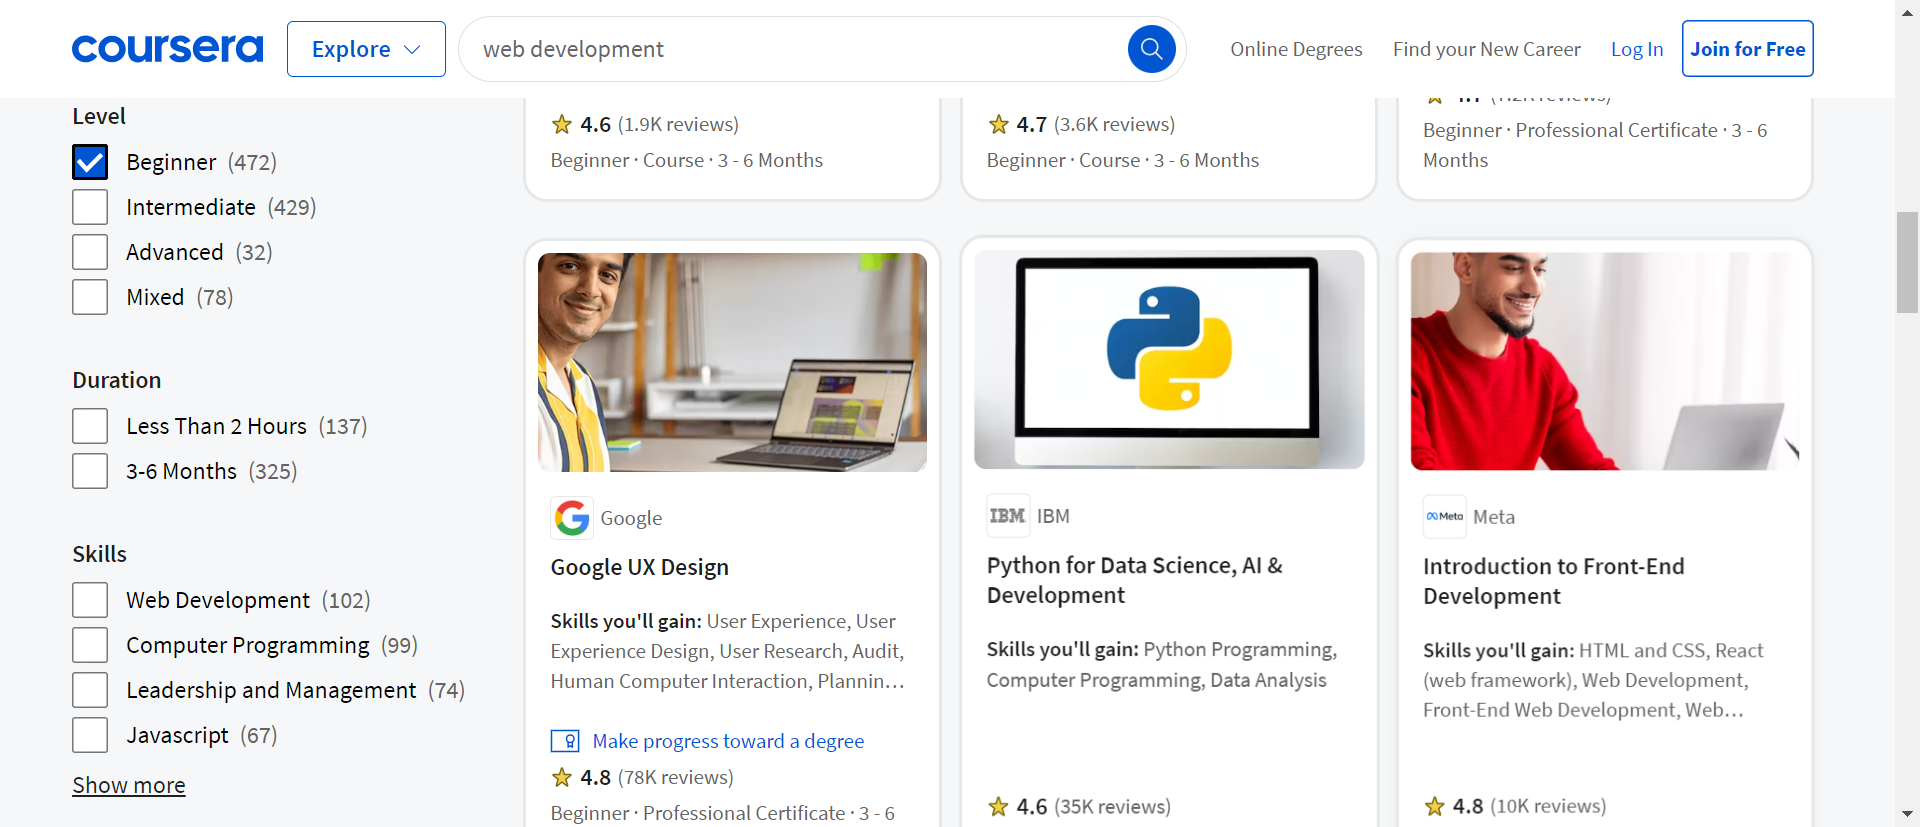 coursera
Explore
web development
Online Degrees
Find your New Career
Log In
Join for Free
Level
Beginner (472)
Intermediate (429)
Advanced (32)
Mixed (78)
Duration
Less Than 2 Hours (137)
3-6 Months (325)
Skills
Web Development (102)
Computer Programming (99)
Leadership and Management (74)
Javascript (67)
Show more
4.6 (1.9K reviews)
Beginner · Course · 3 - 6 Months
4.7 (3.6K reviews)
Beginner · Course · 3 - 6 Months
Beginner · Professional Certificate · 3 - 6
Months
Google
Google UX Design
Skills you'll gain: User Experience, User
Experience Design, User Research, Audit,
Human Computer Interaction, Plannin...
Make progress toward a degree
4.8 (78K reviews)
Beginner · Professional Certificate · 3 - 6
IBM IBM
Python for Data Science, AI &
Development
Skills you'll gain: Python Programming,
Computer Programming, Data Analysis
4.6 (35K reviews)
Meta Meta
Introduction to Front-End
Development
Skills you'll gain: HTML and CSS, React
(web framework), Web Development,
Front-End Web Development, Web...
4.8 (10K reviews)